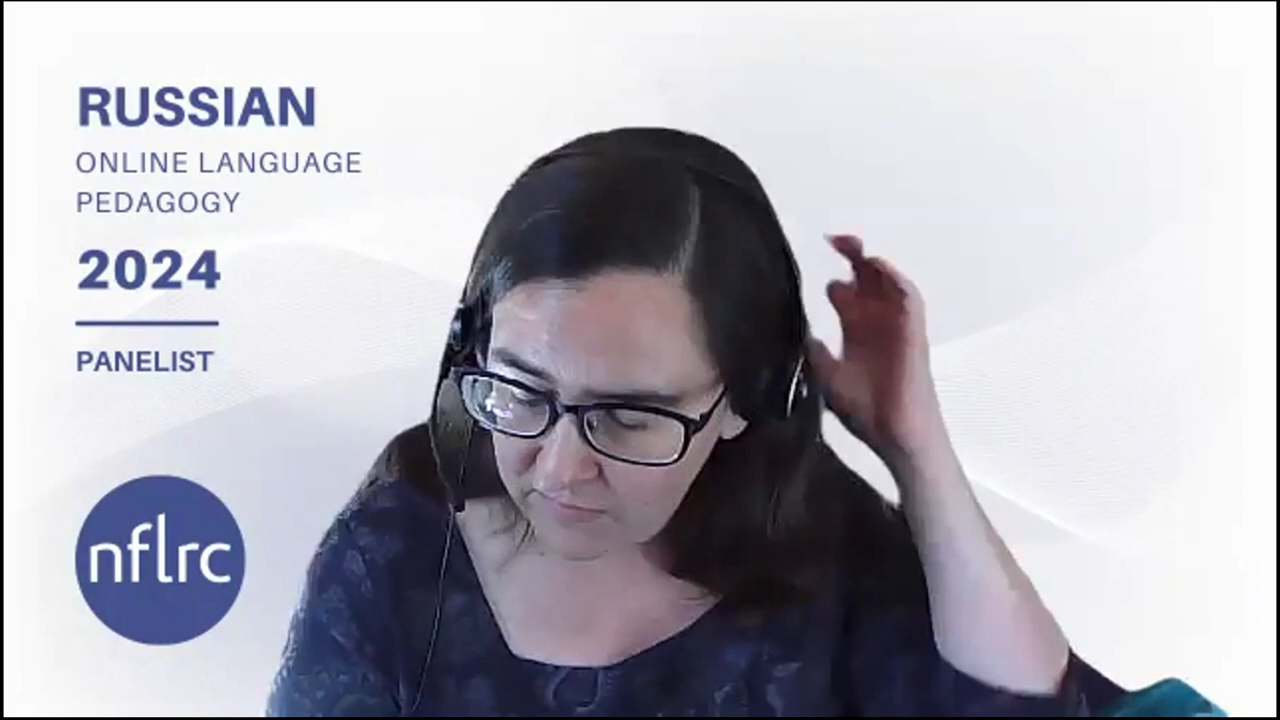 RUSSIAN
ONLINE LANGUAGE
PEDAGOGY
2024
PANELIST
nflrc